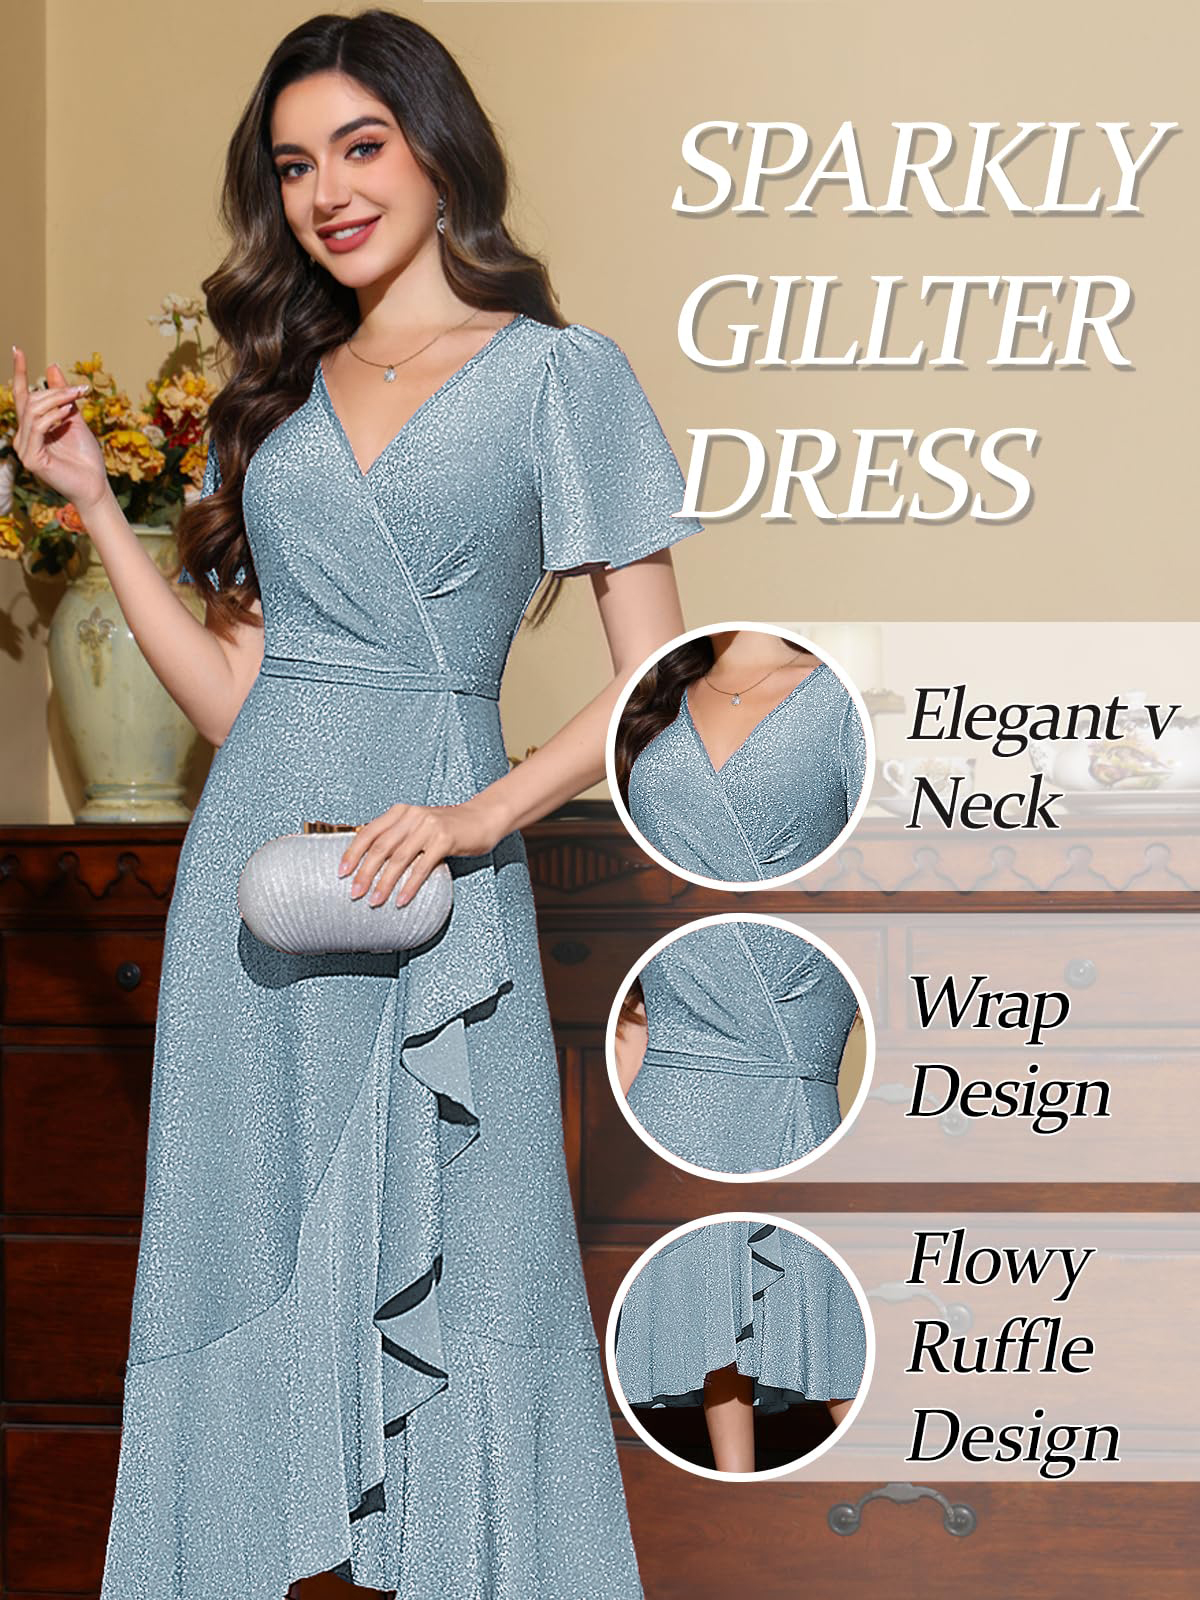 SPARKLY
GILLTER
DRESS
Elegant v
Neck
Wrap
Design
Flowy
Ruffle
Design